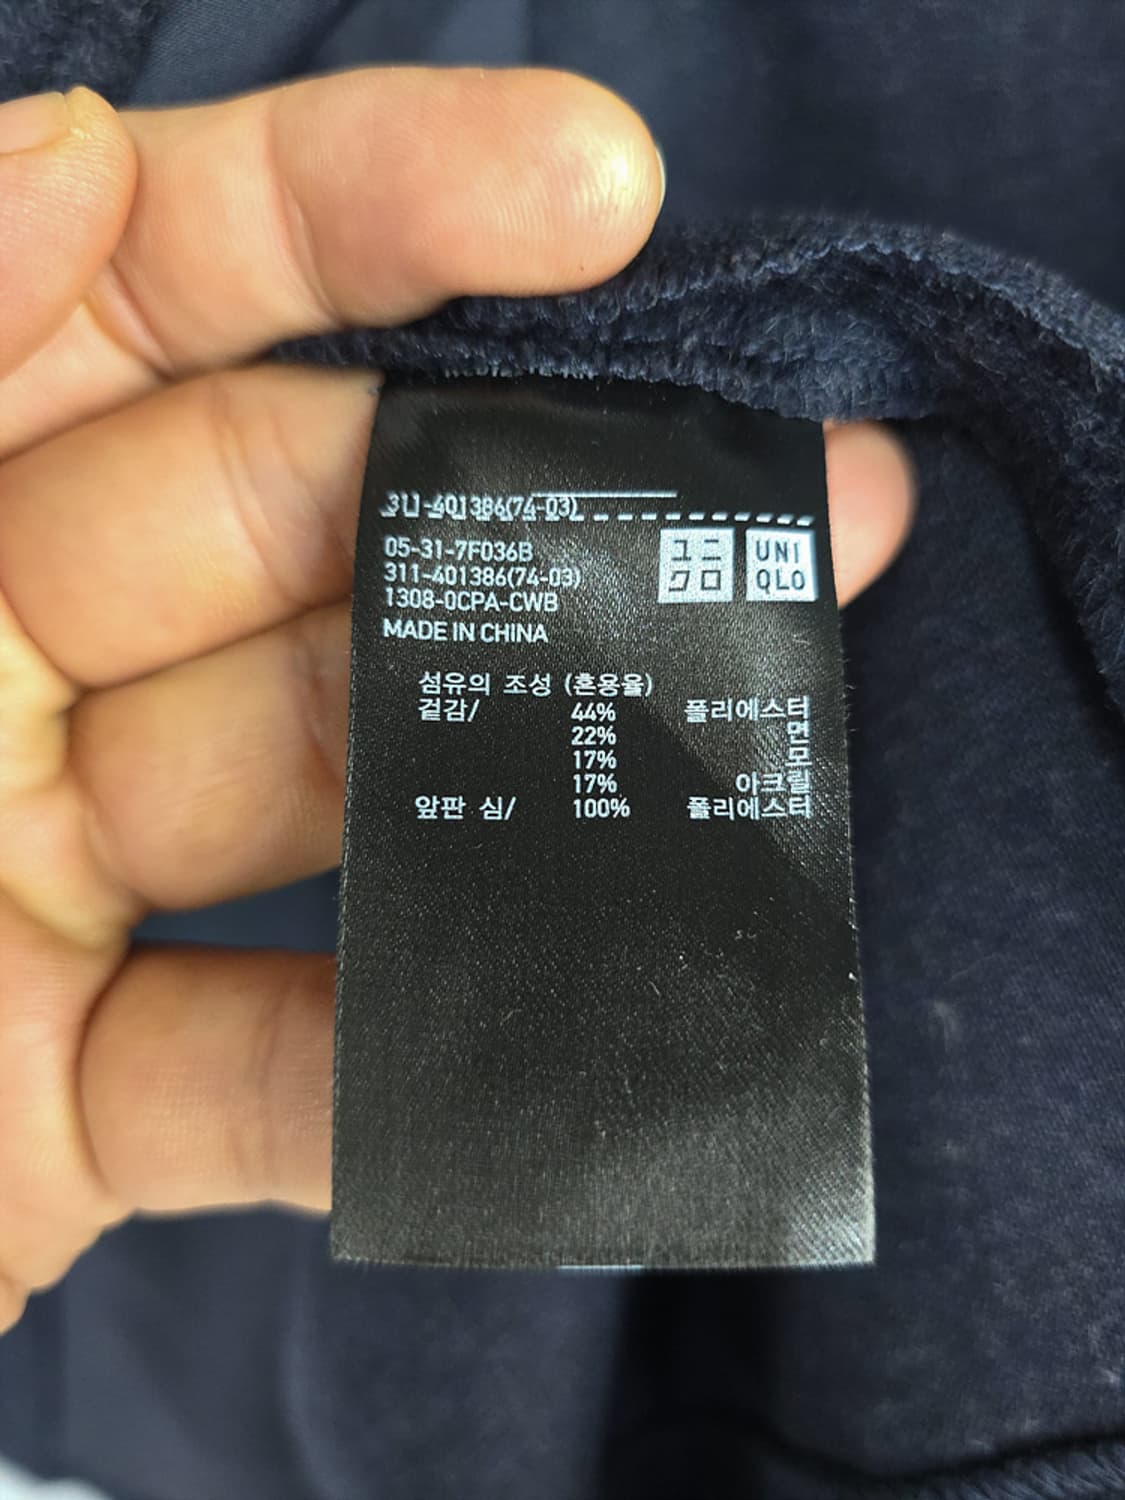 311-401386(74-03)
05-31-7F036B
311-401386(74-03)
1308-0CPA-CWB
MADE IN CHINA
ユニ
クロ
UNI
QLO
섬유의 조성 (혼용율)
겉감/ 44% 폴리에스터
22% 면
17% 모
17% 아크릴
앞판 심/ 100% 폴리에스터